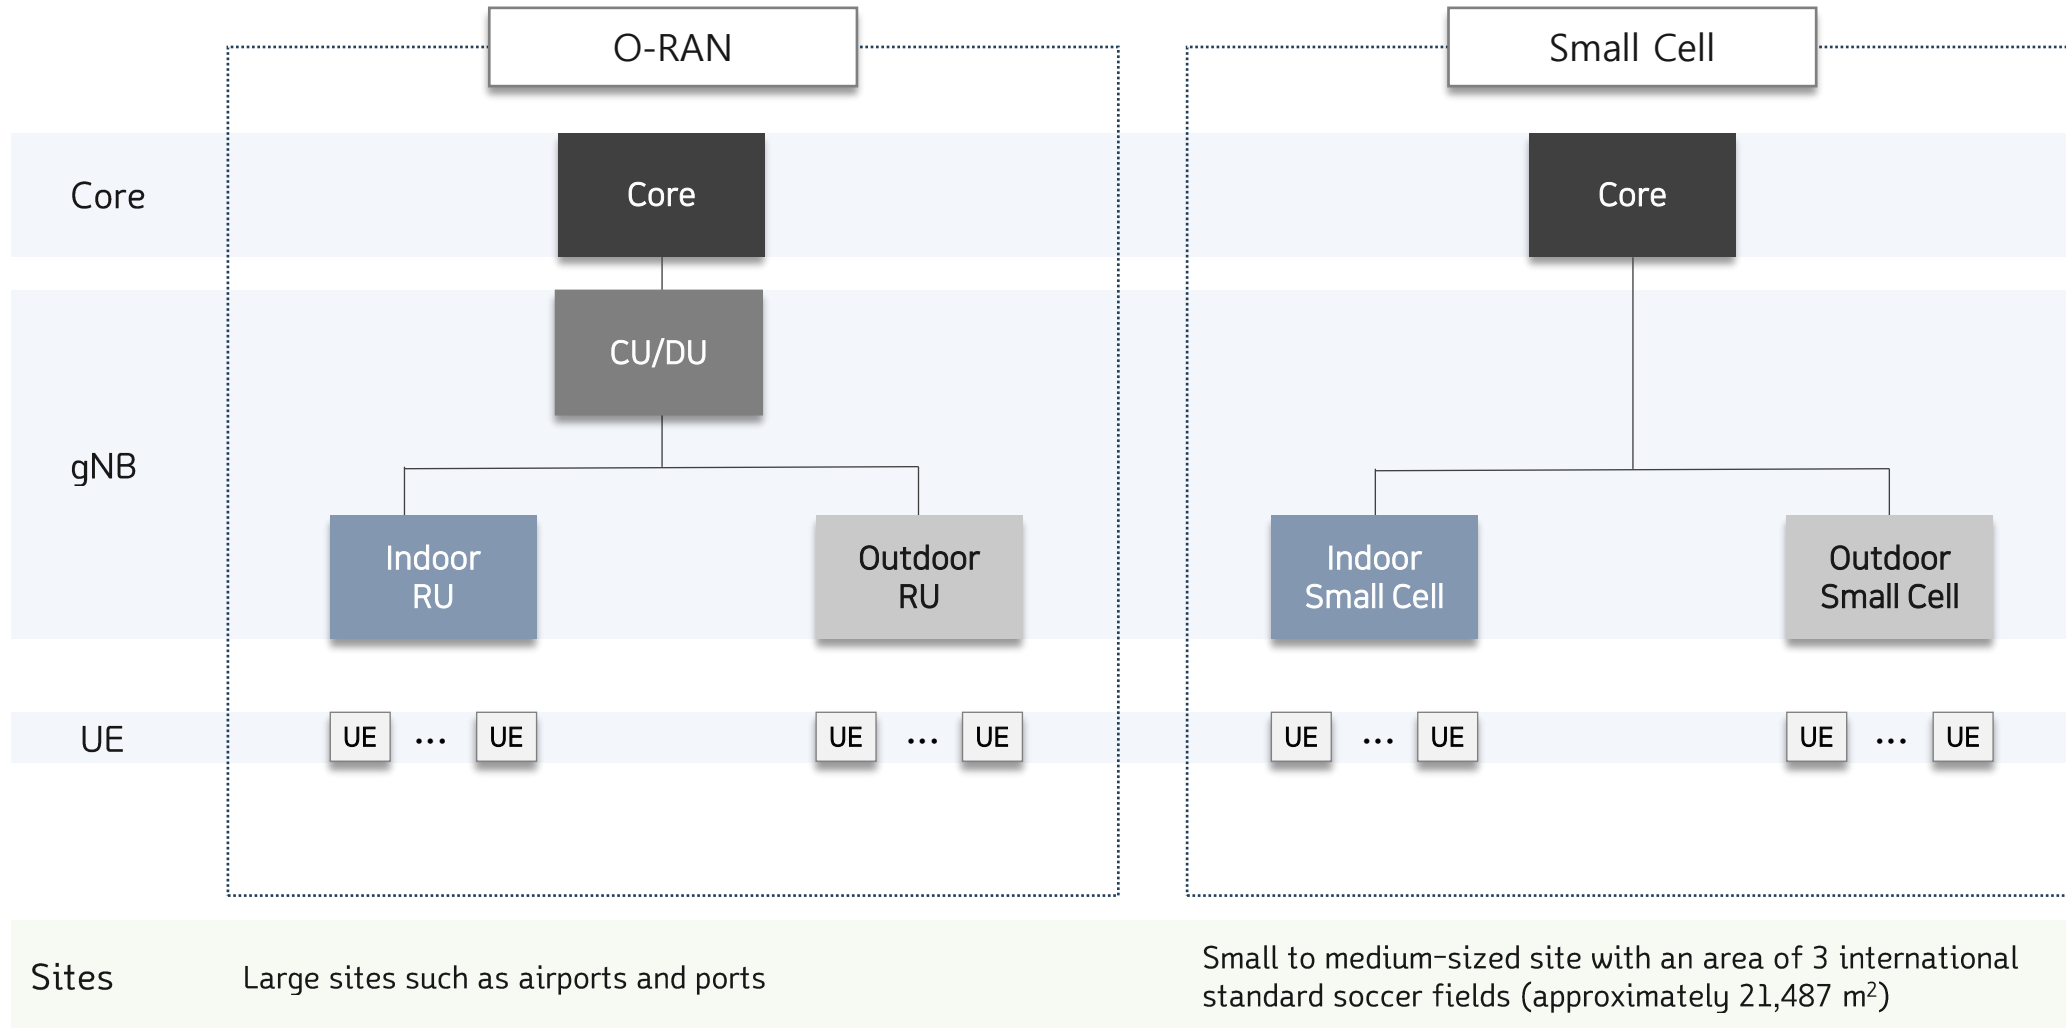 O-RAN
Small Cell
Core
Core
Core
CU/DU
gNB
Indoor
RU
Outdoor
RU
Indoor
Small Cell
Outdoor
Small Cell
UE
UE ... UE
UE ... UE
UE ... UE
UE ... UE
Sites
Large sites such as airports and ports
Small to medium-sized site with an area of 3 international
standard soccer fields (approximately 21,487 m²)